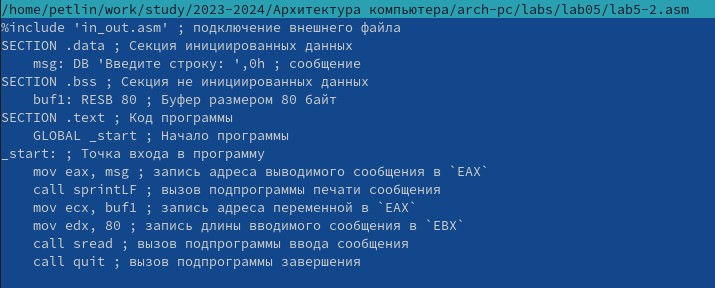 /home/petlin/work/study/2023-2024/Архитектура компьютера/arch-pc/labs/lab05/lab5-2.asm
%include 'in_out.asm' ; подключение внешнего файла
SECTION .data ; Секция инициированных данных
    msg: DB 'Введите строку: ',0h ; сообщение
SECTION .bss ; Секция не инициированных данных
    buf1: RESB 80 ; Буфер размером 80 байт
SECTION .text ; Код программы
    GLOBAL _start ; Начало программы
_start: ; Точка входа в программу
    mov eax, msg ; запись адреса выводимого сообщения в `EAX`
    call sprintLF ; вызов подпрограммы печати сообщения
    mov ecx, buf1 ; запись адреса переменной в `EAX`
    mov edx, 80 ; запись длины вводимого сообщения в `EBX`
    call sread ; вызов подпрограммы ввода сообщения
    call quit ; вызов подпрограммы завершения